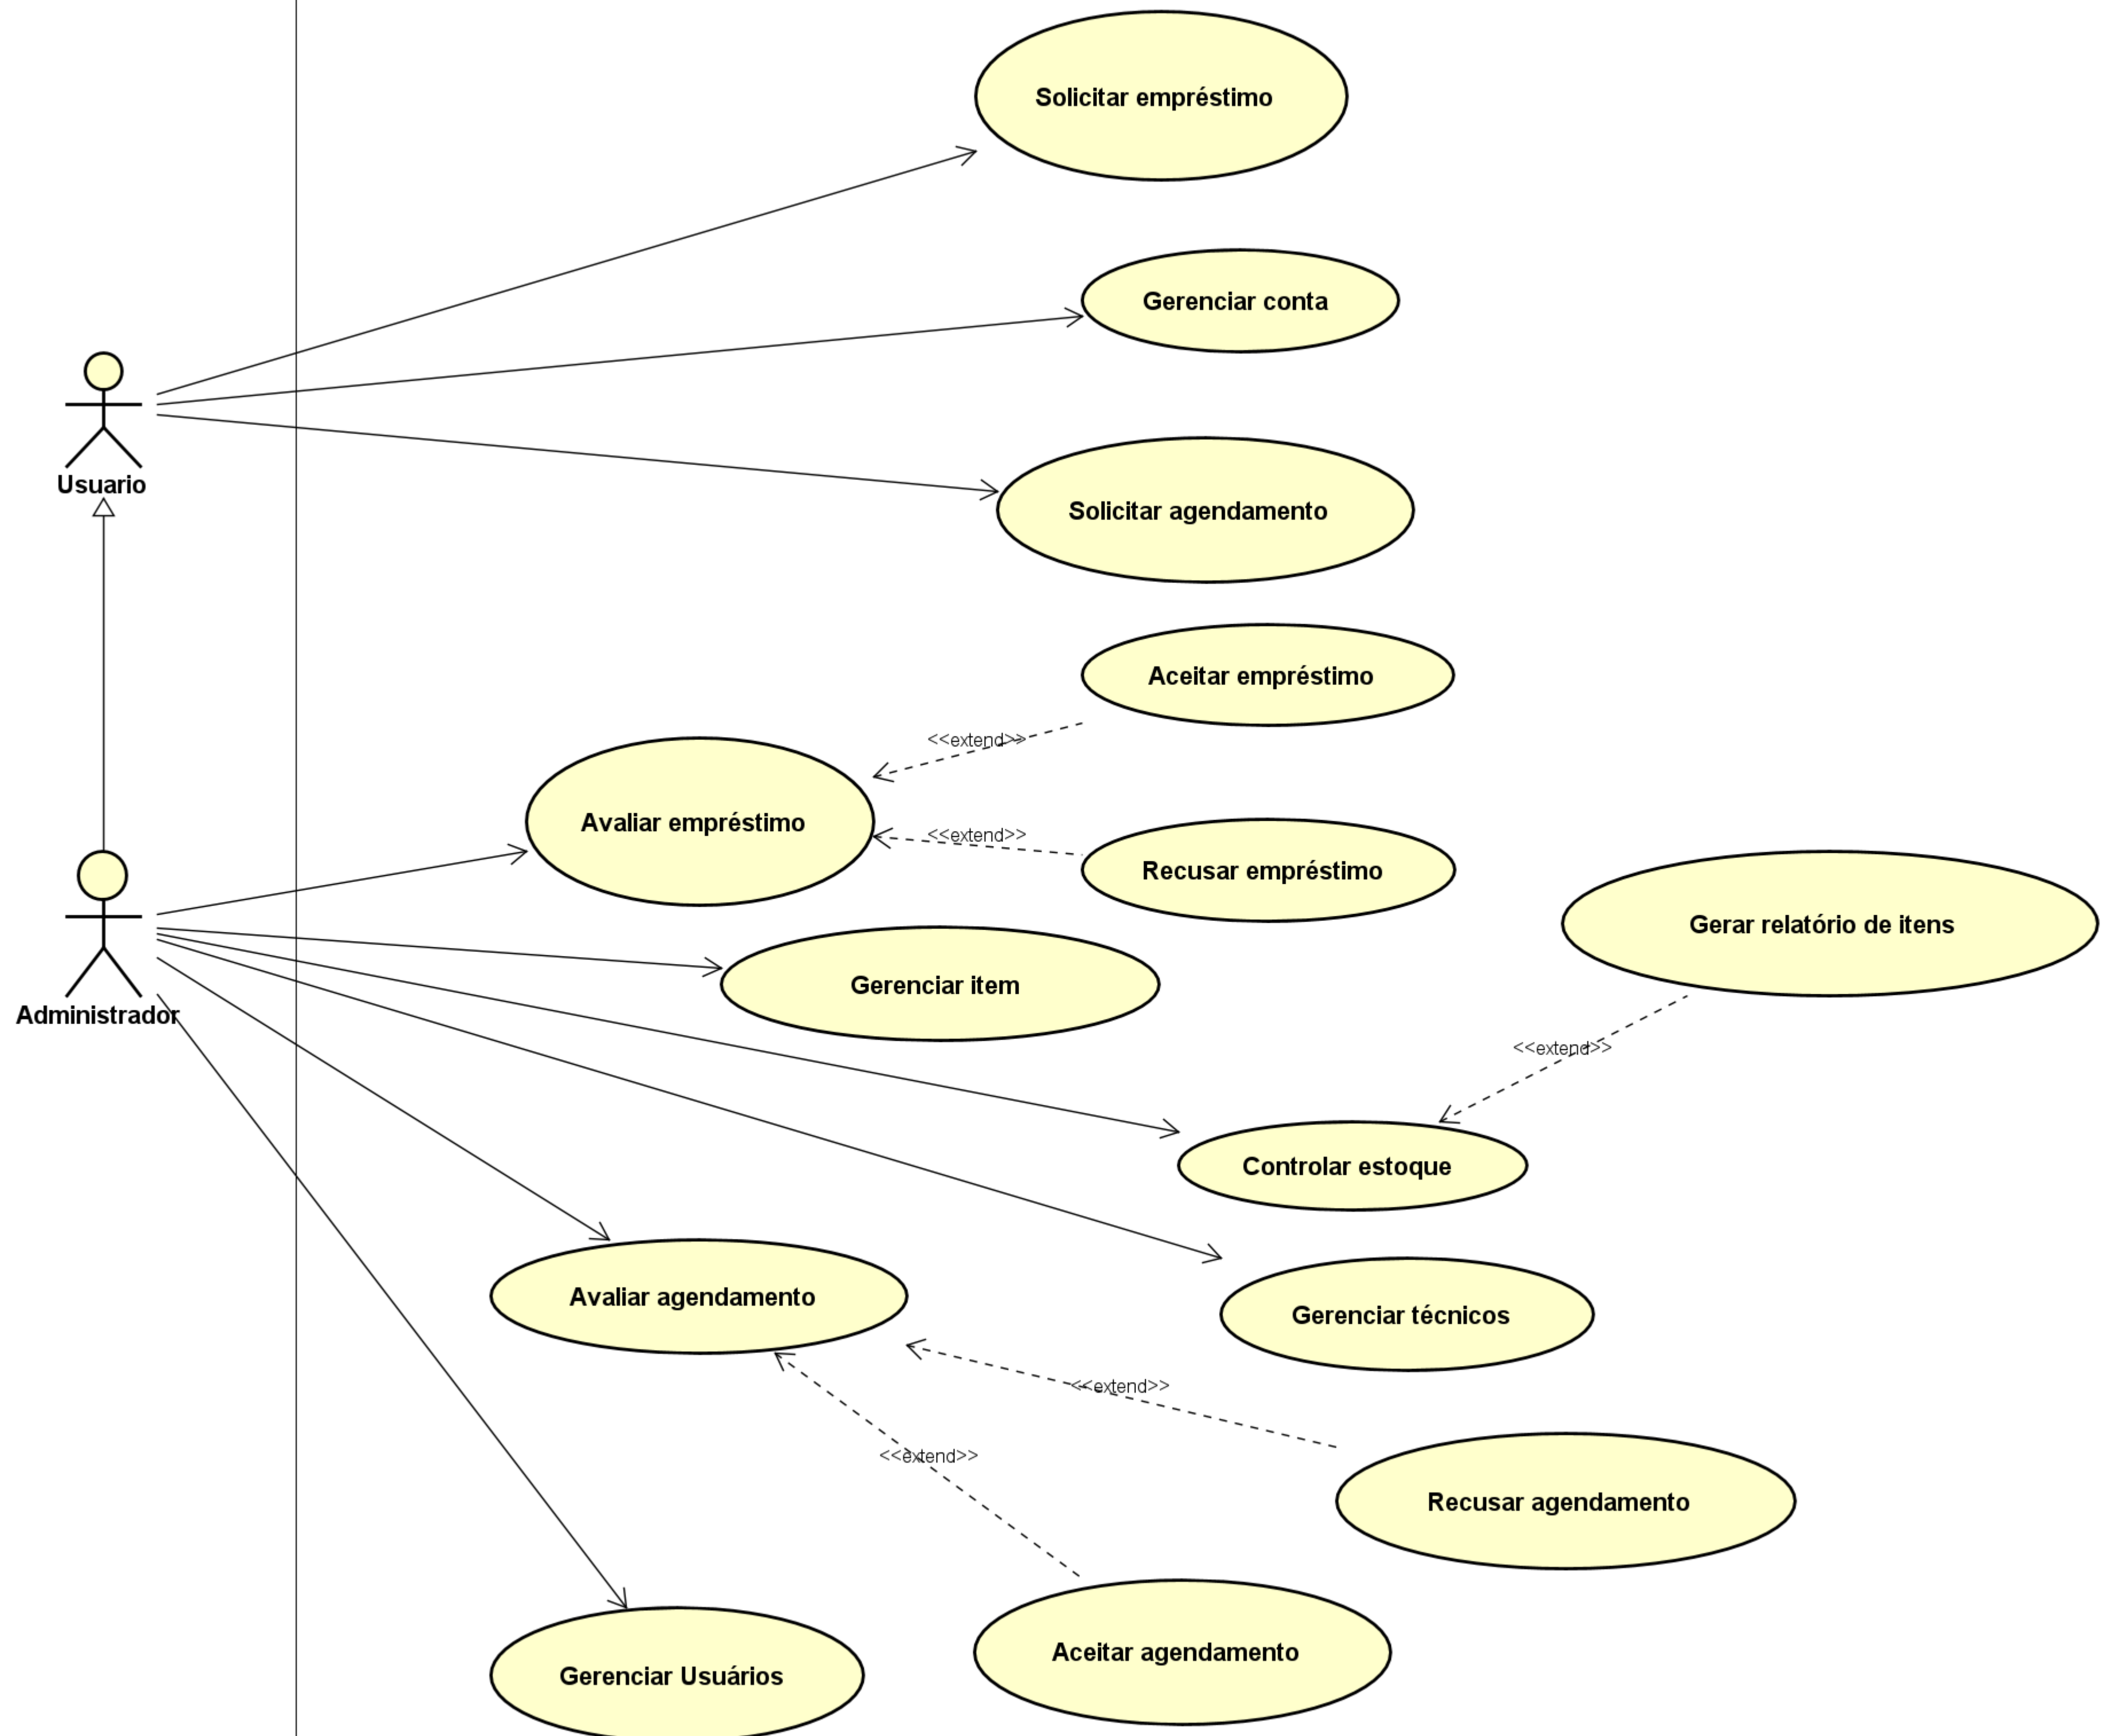 Solicitar empréstimo
Gerenciar conta
Usuario
Solicitar agendamento
Aceitar empréstimo
<<extend>>
Avaliar empréstimo
<<extend>>
Recusar empréstimo
Gerar relatório de itens
Gerenciar item
Administrador
<<extend>>
Controlar estoque
Avaliar agendamento
Gerenciar técnicos
<<extend>>
<<extend>>
Recusar agendamento
Aceitar agendamento
Gerenciar Usuários